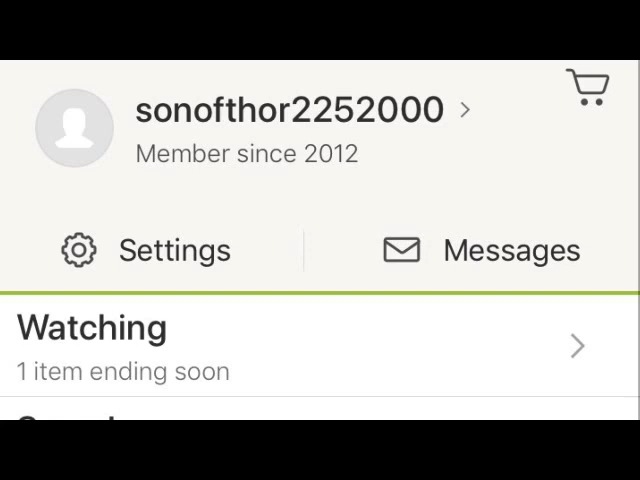 sonofthor2252000
Member since 2012
Settings
Messages
Watching
1 item ending soon